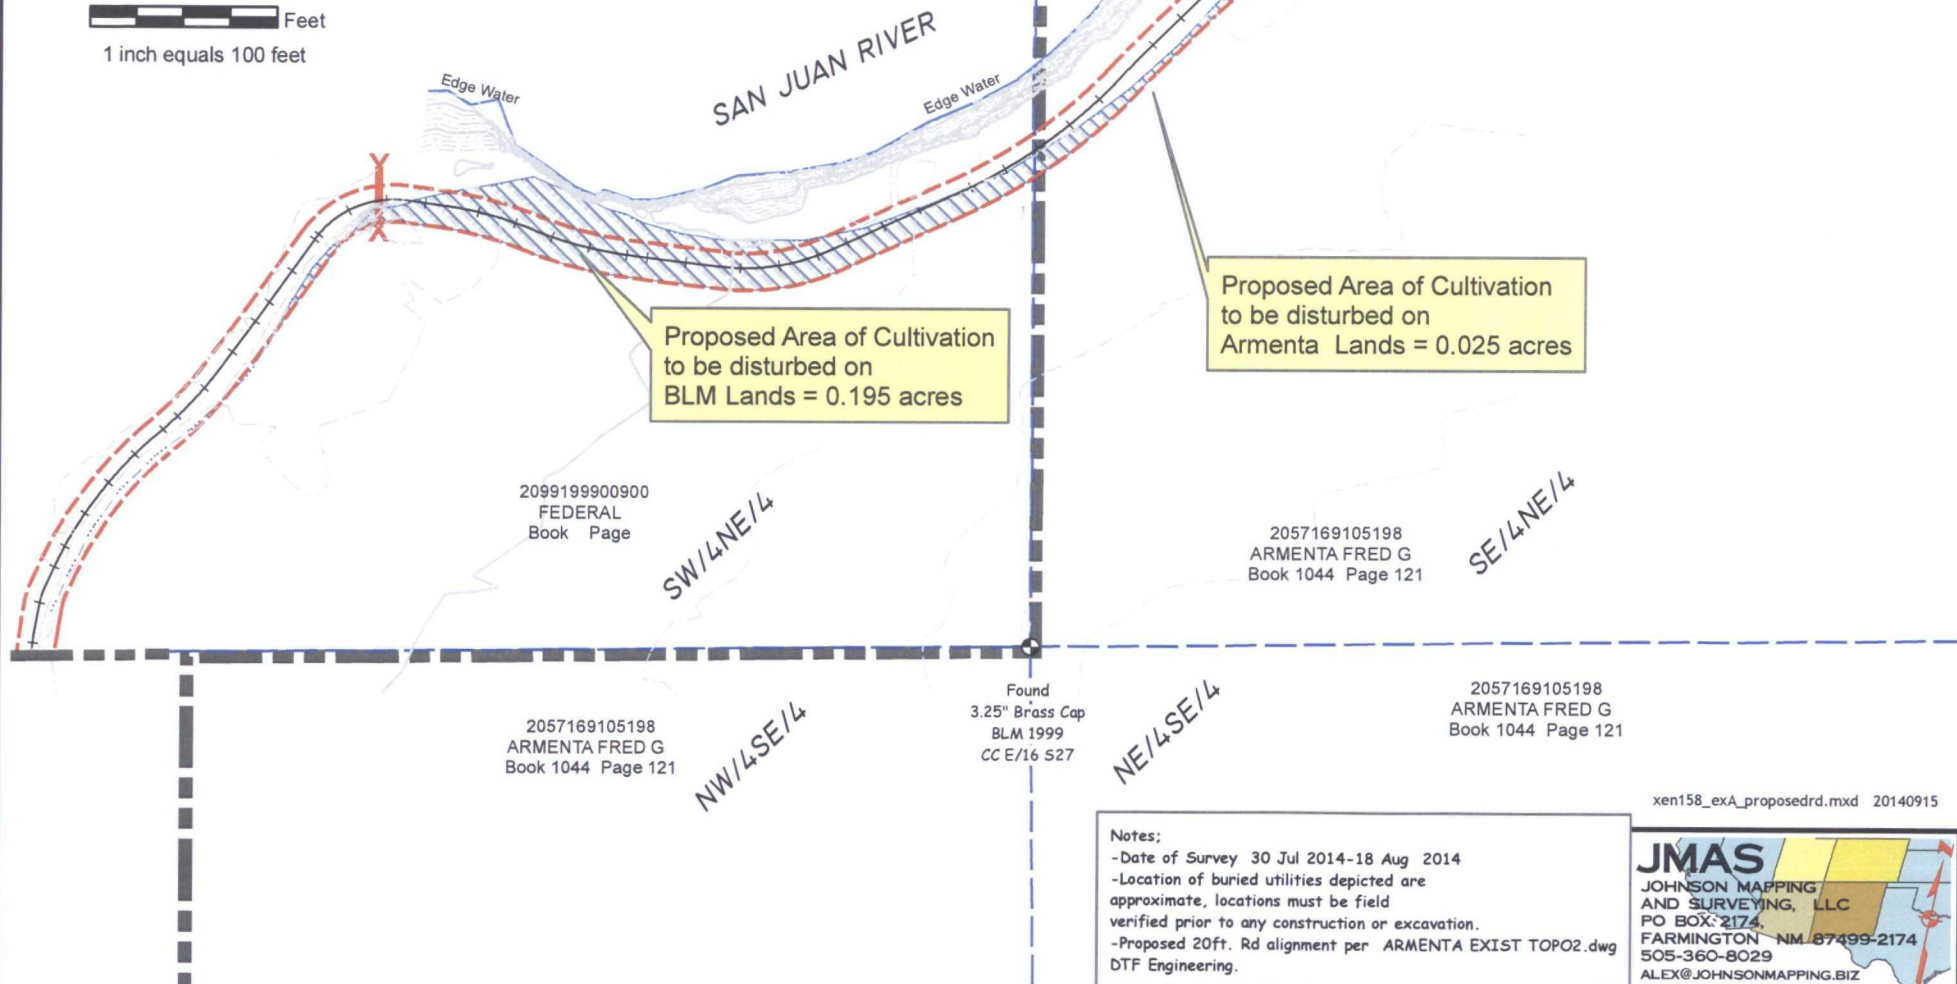 Feet
1 inch equals 100 feet
SAN JUAN RIVER
Edge Water
Edge Water
Proposed Area of Cultivation
to be disturbed on
Armenta Lands = 0.025 acres
Proposed Area of Cultivation
to be disturbed on
BLM Lands = 0.195 acres
2099199900900
FEDERAL
Book Page
SW/4NE/4
2057169105198
ARMENTA FRED G
Book 1044 Page 121
SE/4NE/4
2057169105198
ARMENTA FRED G
Book 1044 Page 121
NW/4SE/4
Found
3.25" Brass Cap
BLM 1999
CC E/16 S27
NE/4SE/4
2057169105198
ARMENTA FRED G
Book 1044 Page 121
xen158_exA_proposedrd.mxd 20140915
Notes;
-Date of Survey 30 Jul 2014-18 Aug 2014
-Location of buried utilities depicted are
approximate, locations must be field
verified prior to any construction or excavation.
-Proposed 20ft. Rd alignment per ARMENTA EXIST TOPO2.dwg
DTF Engineering.
JMAS
JOHNSON MAPPING
AND SURVEYING, LLC
PO BOX 2174,
FARMINGTON NM 87499-2174
505-360-8029
ALEX@JOHNSONMAPPING.BIZ
N